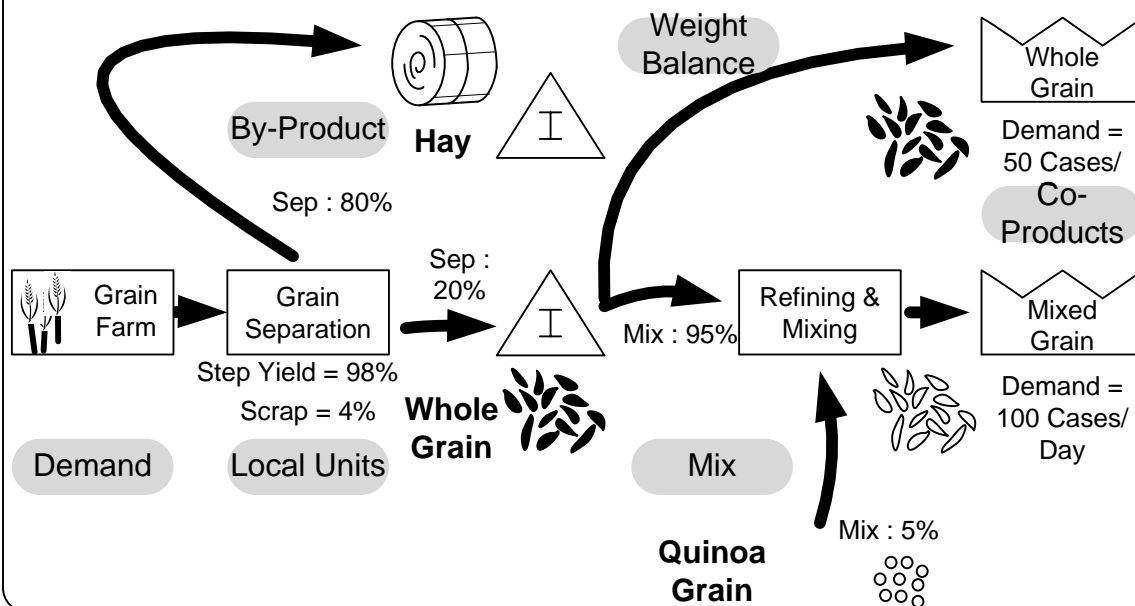 Weight
Balance
Whole
Grain
By-Product
Hay
I
Demand =
50 Cases/
Sep : 80%
Co-
Products
Sep :
20%
Grain
Farm
Grain
Separation
I
Mix : 95%
Refining &
Mixing
Mixed
Grain
Step Yield = 98%
Scrap = 4%
Whole
Grain
Demand =
100 Cases/
Day
Demand
Local Units
Mix
Mix : 5%
Quinoa
Grain